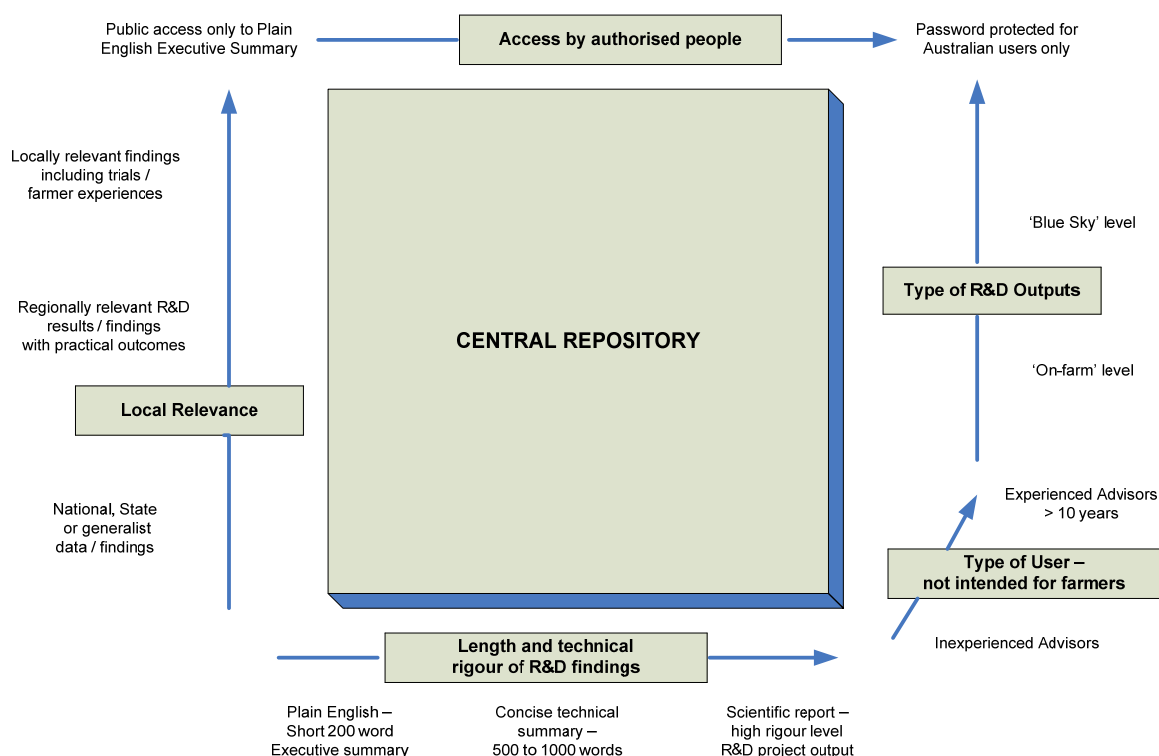 Public access only to Plain
English Executive Summary
Access by authorised people
Password protected for
Australian users only
Locally relevant findings
including trials /
farmer experiences
Regionally relevant R&D
results / findings
with practical outcomes
Local Relevance
National, State
or generalist
data / findings
CENTRAL REPOSITORY
‘Blue Sky’ level
Type of R&D Outputs
‘On-farm’ level
Experienced Advisors
> 10 years
Type of User –
not intended for farmers
Inexperienced Advisors
Length and technical
rigour of R&D findings
Plain English –
Short 200 word
Executive summary
Concise technical
summary –
500 to 1000 words
Scientific report –
high rigour level
R&D project output